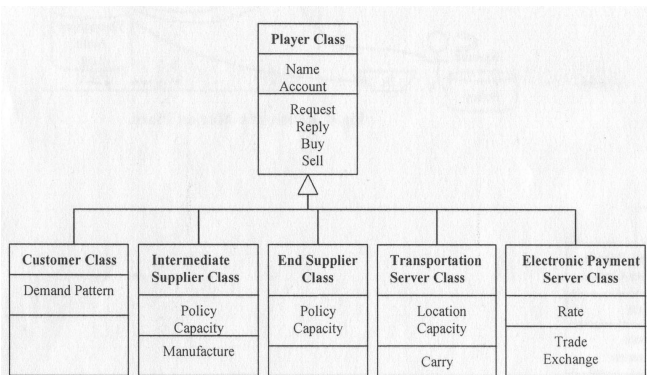 Player Class
Name
Account
Request
Reply
Buy
Sell
Customer Class
Demand Pattern
Intermediate
Supplier Class
Policy
Capacity
Manufacture
End Supplier
Class
Policy
Capacity
Transportation
Server Class
Location
Capacity
Carry
Electronic Payment
Server Class
Rate
Trade
Exchange